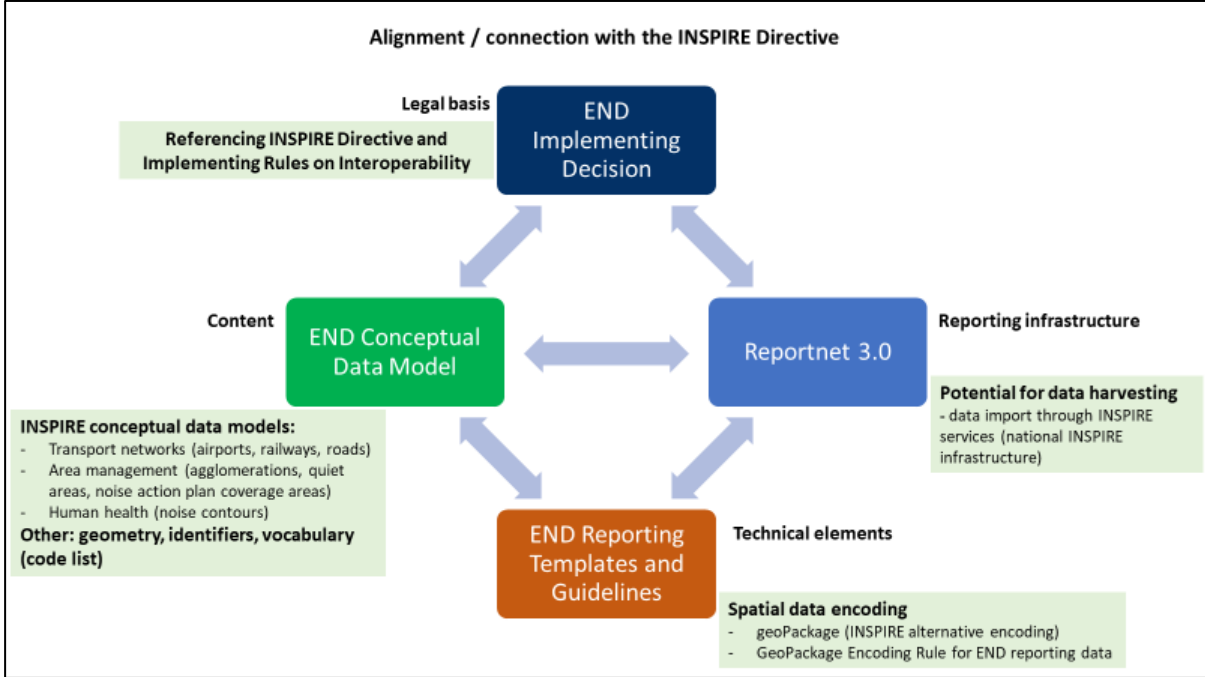 Alignment / connection with the INSPIRE Directive
Legal basis
Referencing INSPIRE Directive and
Implementing Rules on Interoperability
END
Implementing
Decision
Content
END Conceptual
Data Model
Reportnet 3.0
Reporting infrastructure
INSPIRE conceptual data models:
- Transport networks (airports, railways, roads)
- Area management (agglomerations, quiet
areas, noise action plan coverage areas)
- Human health (noise contours)
Other: geometry, identifiers, vocabulary
(code list)
Potential for data harvesting
- data import through INSPIRE
services (national INSPIRE
infrastructure)
END Reporting
Templates and
Guidelines
Technical elements
Spatial data encoding
- geoPackage (INSPIRE alternative encoding)
- GeoPackage Encoding Rule for END reporting data